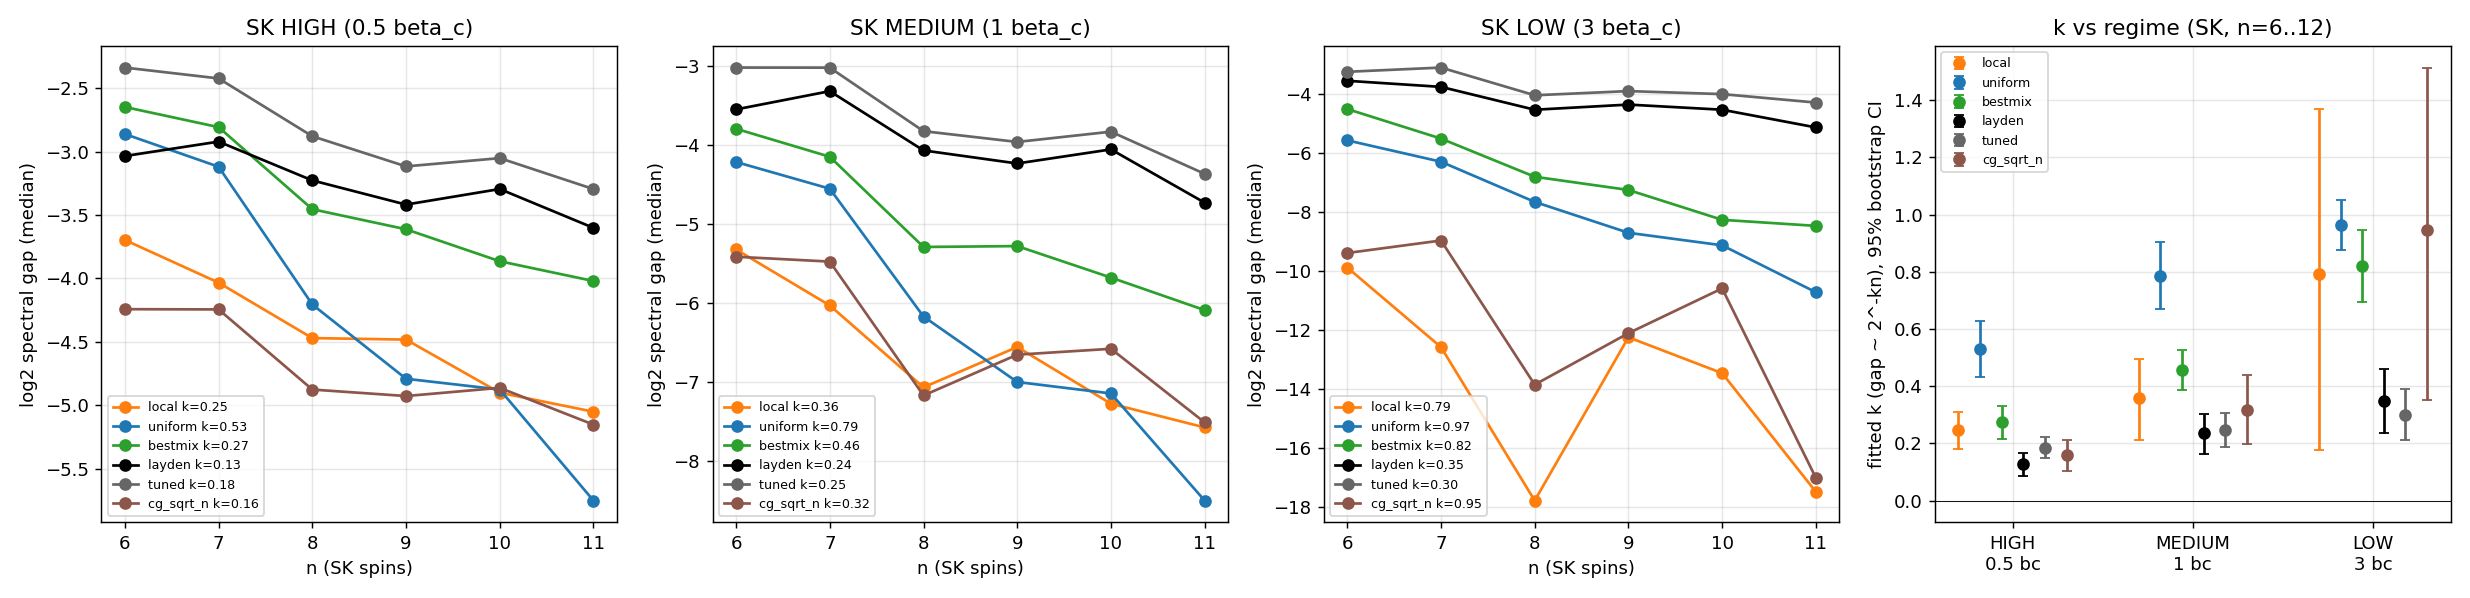 SK HIGH (0.5 beta_c)
log2 spectral gap (median)
−2.5
−3.0
−3.5
−4.0
−4.5
−5.0
−5.5
local k=0.25
uniform k=0.53
bestmix k=0.27
layden k=0.13
tuned k=0.18
cg_sqrt_n k=0.16
6 7 8 9 10 11
n (SK spins)
SK MEDIUM (1 beta_c)
log2 spectral gap (median)
−3
−4
−5
−6
−7
−8
local k=0.36
uniform k=0.79
bestmix k=0.46
layden k=0.24
tuned k=0.25
cg_sqrt_n k=0.32
6 7 8 9 10 11
n (SK spins)
SK LOW (3 beta_c)
log2 spectral gap (median)
−4
−6
−8
−10
−12
−14
−16
−18
local k=0.79
uniform k=0.97
bestmix k=0.82
layden k=0.35
tuned k=0.30
cg_sqrt_n k=0.95
6 7 8 9 10 11
n (SK spins)
k vs regime (SK, n=6..12)
fitted k (gap ~ 2^-kn), 95% bootstrap CI
1.4
1.2
1.0
0.8
0.6
0.4
0.2
0.0
local
uniform
bestmix
layden
tuned
cg_sqrt_n
HIGH MEDIUM LOW
0.5 bc 1 bc 3 bc